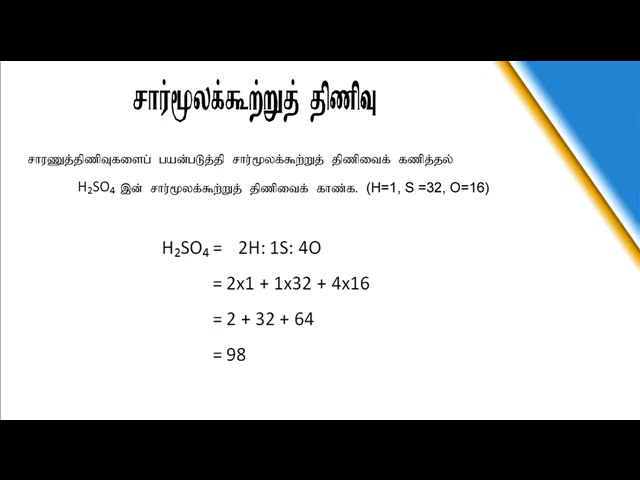 சார்மூலக்கூற்றுத் திணிவு
சாரணுத்திணிவுகளைப் பயன்படுத்தி சார்மூலக்கூற்றுத் திணிவைக் கணித்தல்
H₂SO₄ இன் சார்மூலக்கூற்றுத் திணிவைக் காண்க. (H=1, S =32, O=16)
H₂SO₄ = 2H: 1S: 4O
= 2x1 + 1x32 + 4x16
= 2 + 32 + 64
= 98